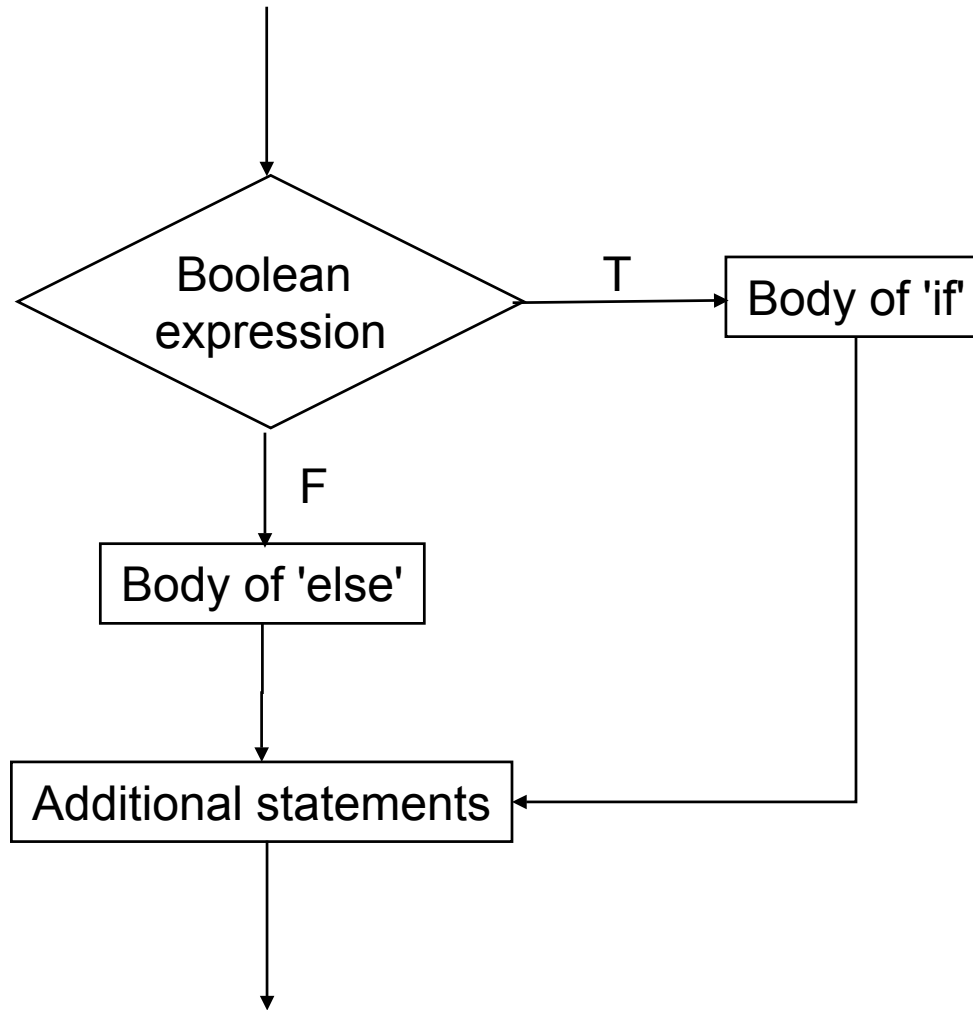 Boolean
expression
T
Body of 'if'
F
Body of 'else'
Additional statements